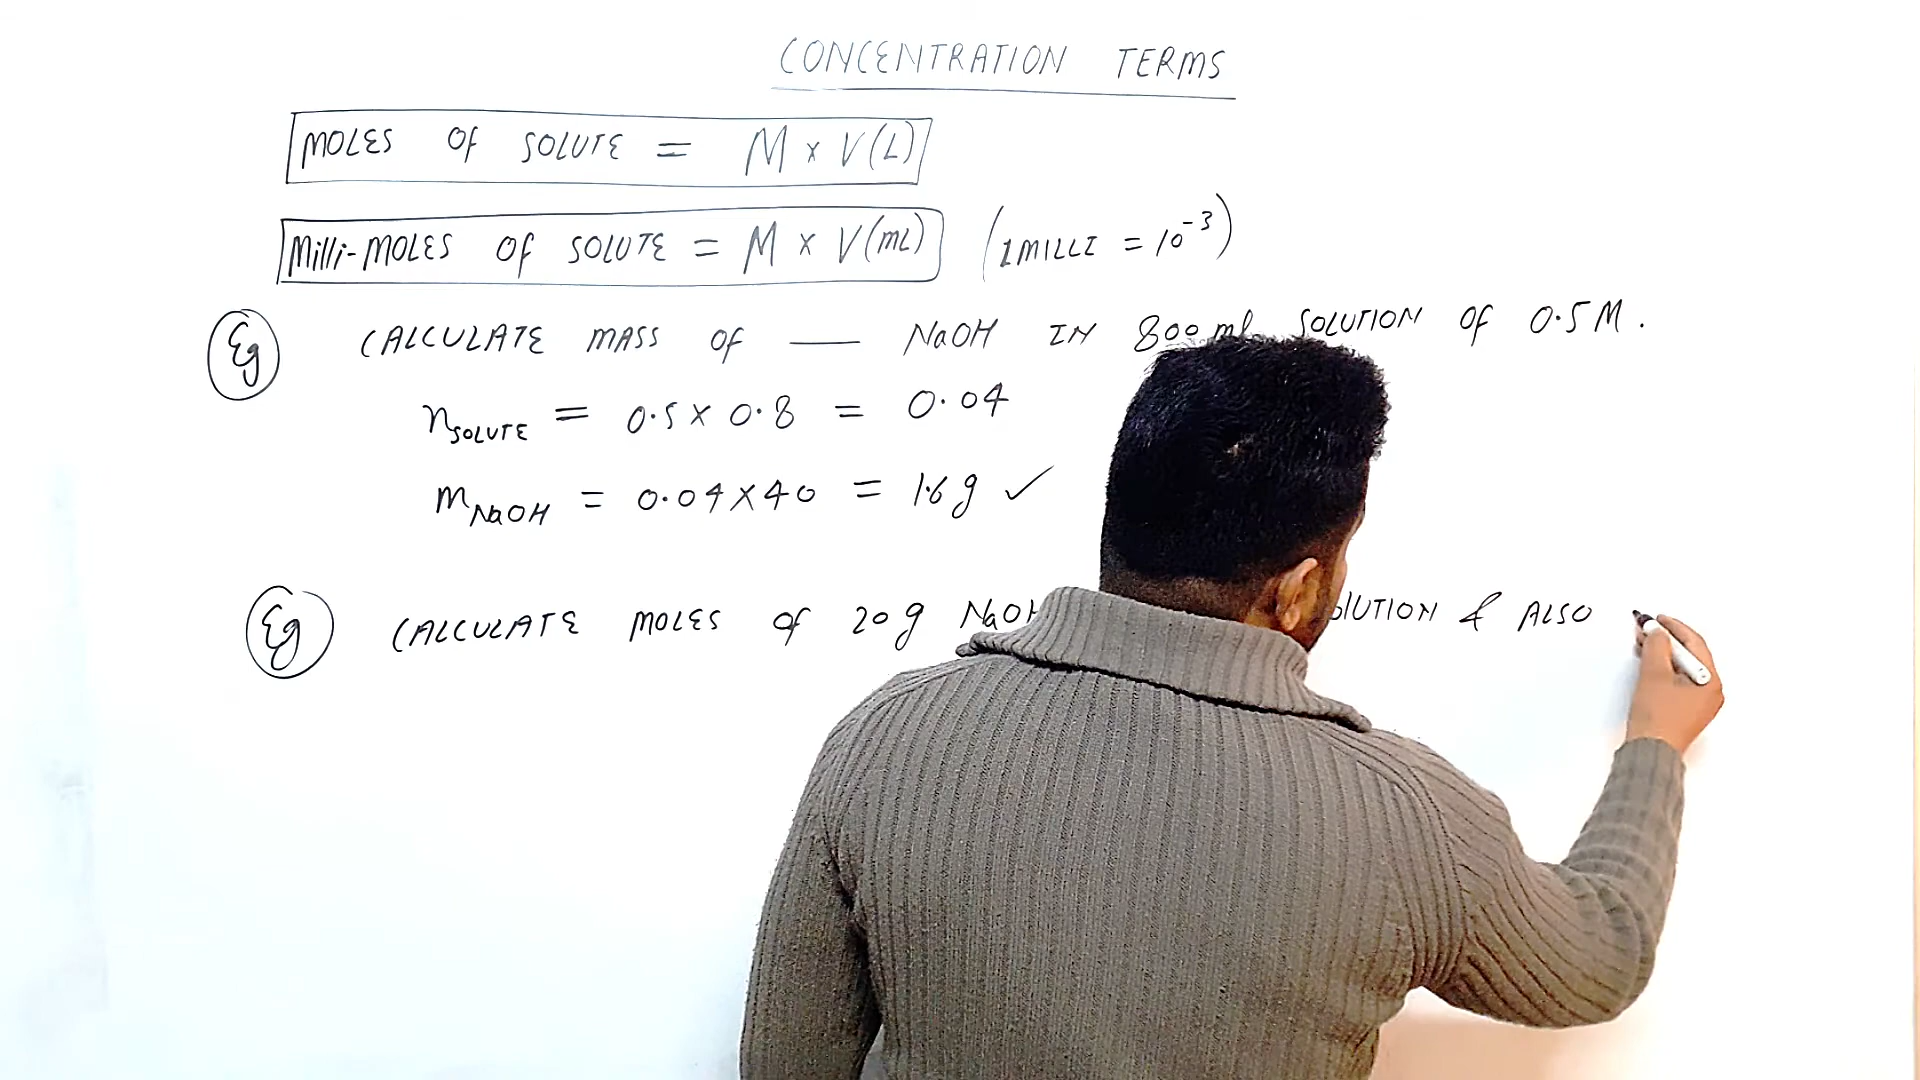 CONCENTRATION TERMS
MOLES OF SOLUTE = M × V(L)
Milli-MOLES OF SOLUTE = M × V(ML) (1 MILLI = 10⁻³)
Eg CALCULATE MASS OF — NaOH IN 800 ml SOLUTION OF 0.5M.
nSOLUTE = 0.5 × 0.8 = 0.04
mNaOH = 0.04 × 40 = 1.6 g ✓
Eg CALCULATE MOLES OF 20 g NaOH OLUTION & ALSO